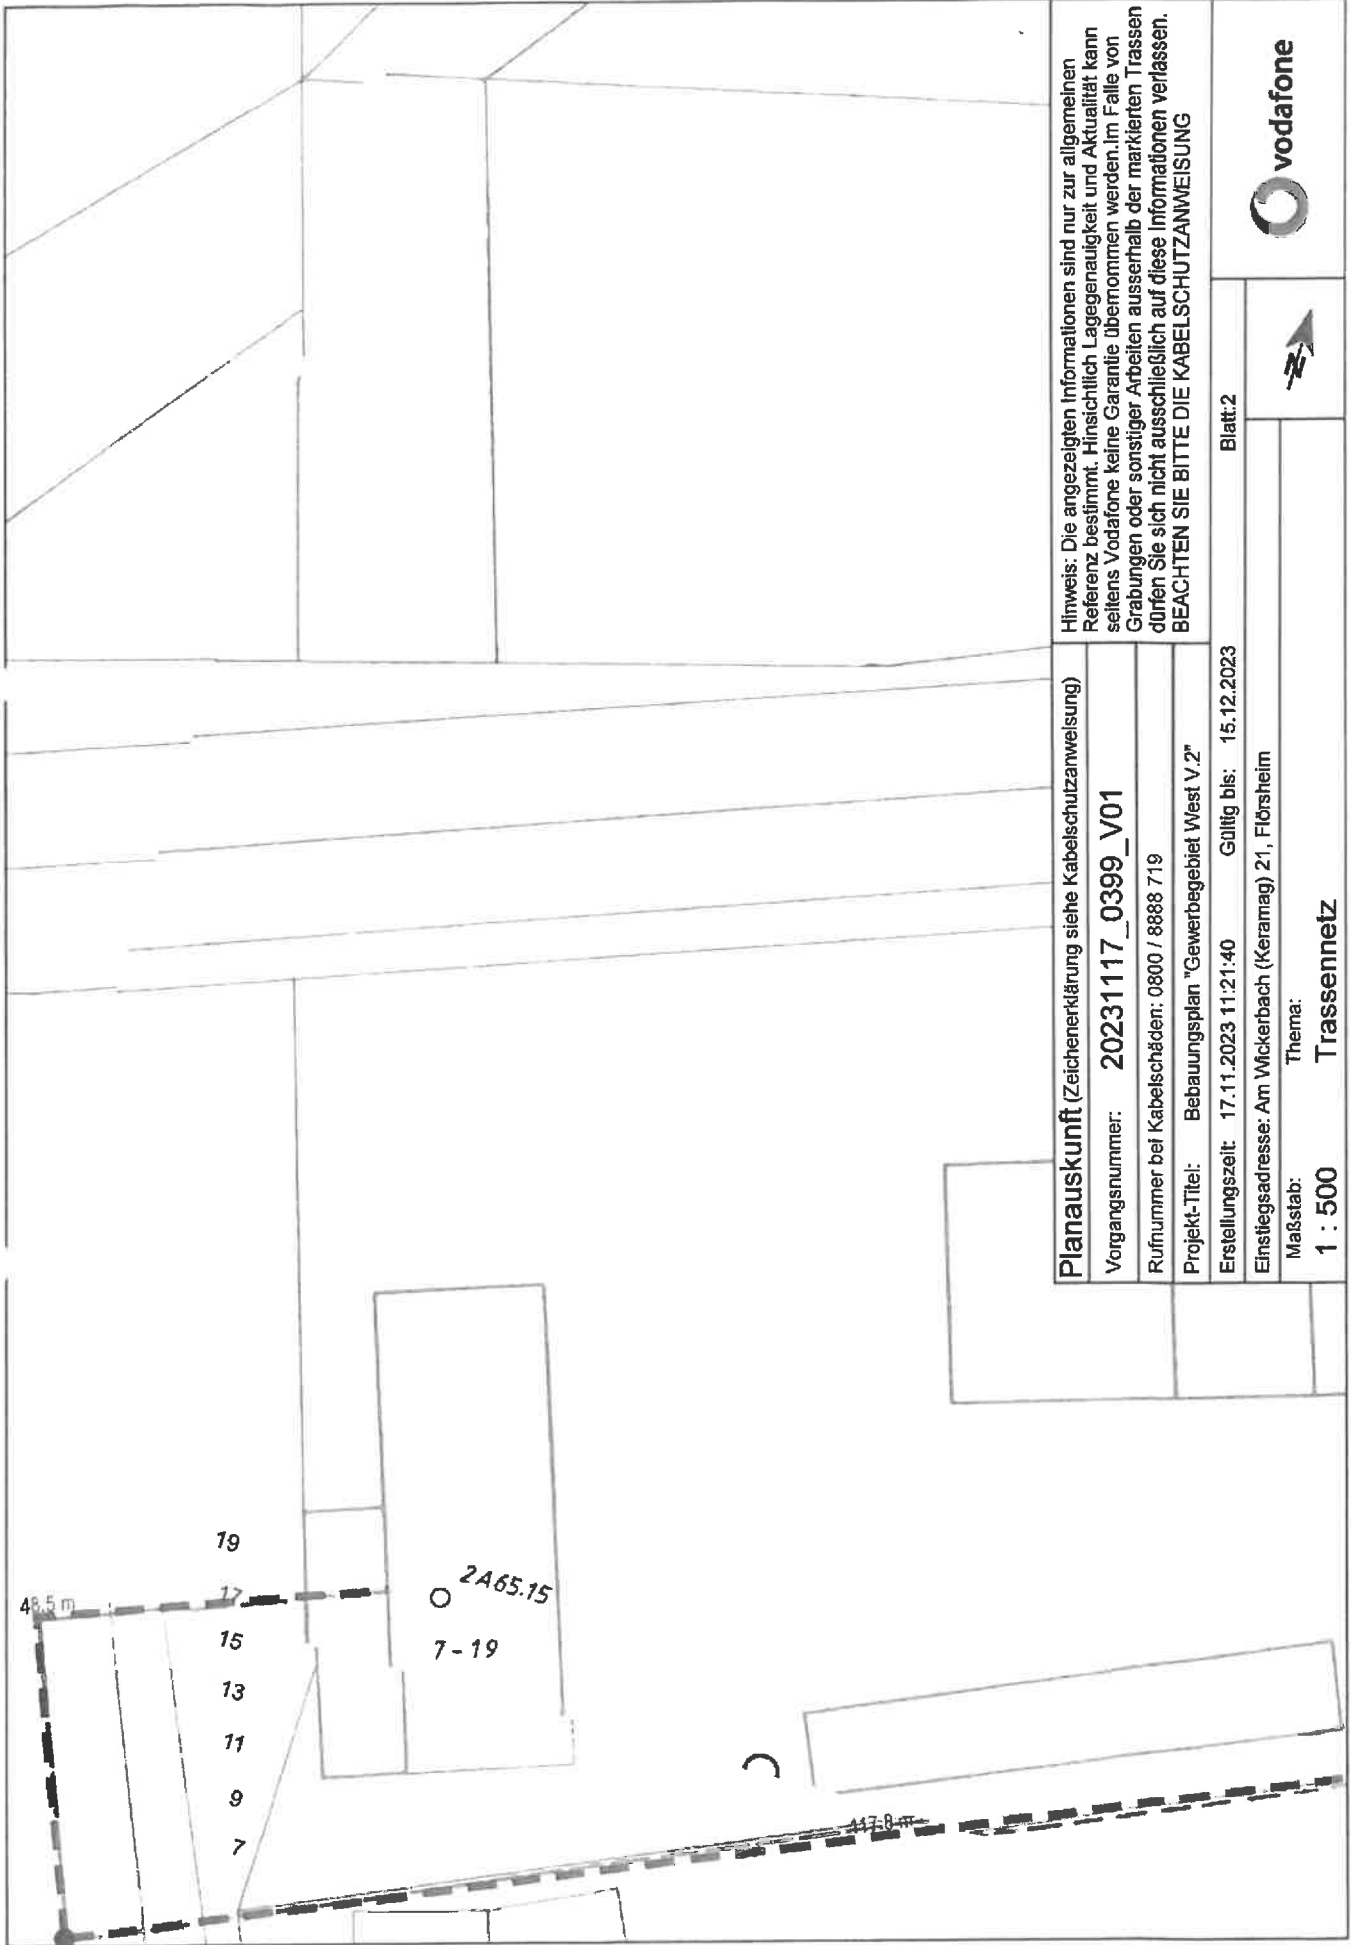 48,5 m
19
17
15
13
11
9
7
2A65.15
7-19
117.8 m
Planauskunft (Zeichenerklärung siehe Kabelschutzanweisung)
Vorgangsnummer: 20231117_0399_V01
Rufnummer bei Kabelschäden: 0800 / 8888 719
Projekt-Titel: Bebauungsplan "Gewerbegebiet West V.2"
Erstellungszeit: 17.11.2023 11:21:40 Gültig bis: 15.12.2023 Blatt:2
Einstiegsadresse: Am Wickerbach (Keramag) 21, Flörsheim
Maßstab: Thema:
1 : 500 Trassennetz
Hinweis: Die angezeigten Informationen sind nur zur allgemeinen
Referenz bestimmt. Hinsichtlich Lagegenauigkeit und Aktualität kann
seitens Vodafone keine Garantie übernommen werden.Im Falle von
Grabungen oder sonstiger Arbeiten ausserhalb der markierten Trassen
dürfen Sie sich nicht ausschließlich auf diese Informationen verlassen.
BEACHTEN SIE BITTE DIE KABELSCHUTZANWEISUNG
N
vodafone